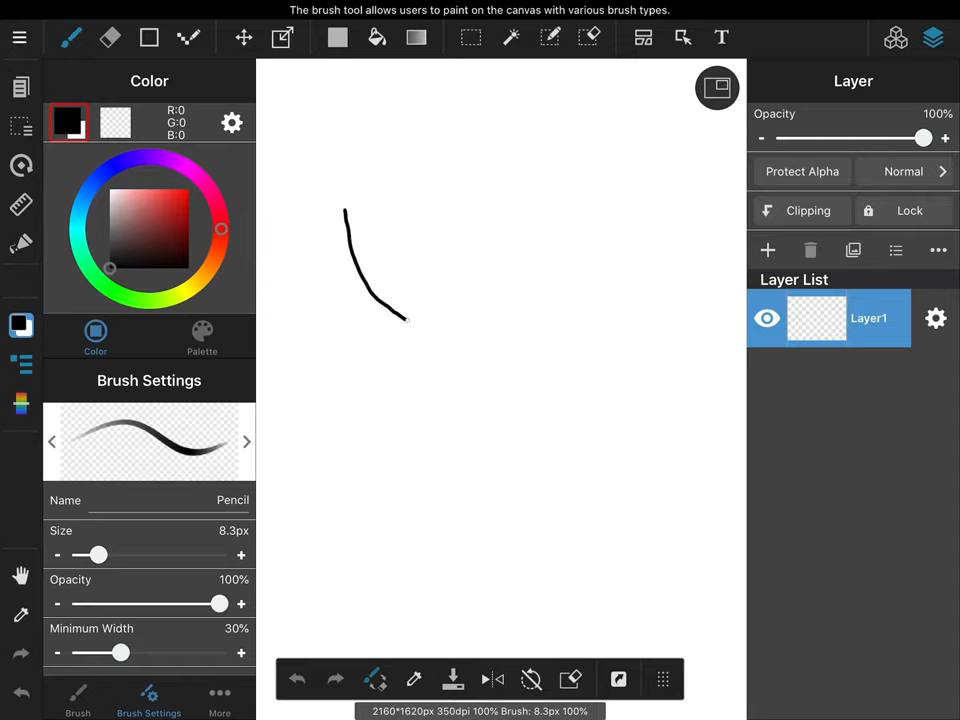 The brush tool allows users to paint on the canvas with various brush types.
T
Color
R:0
G:0
B:0
Color
Palette
Brush Settings
Name Pencil
Size 8.3px
- +
Opacity 100%
- +
Minimum Width 30%
- +
Brush
Brush Settings
More
2160*1620px 350dpi 100% Brush: 8.3px 100%
Layer
Opacity 100%
- +
Protect Alpha
Normal
Clipping
Lock
Layer List
Layer1